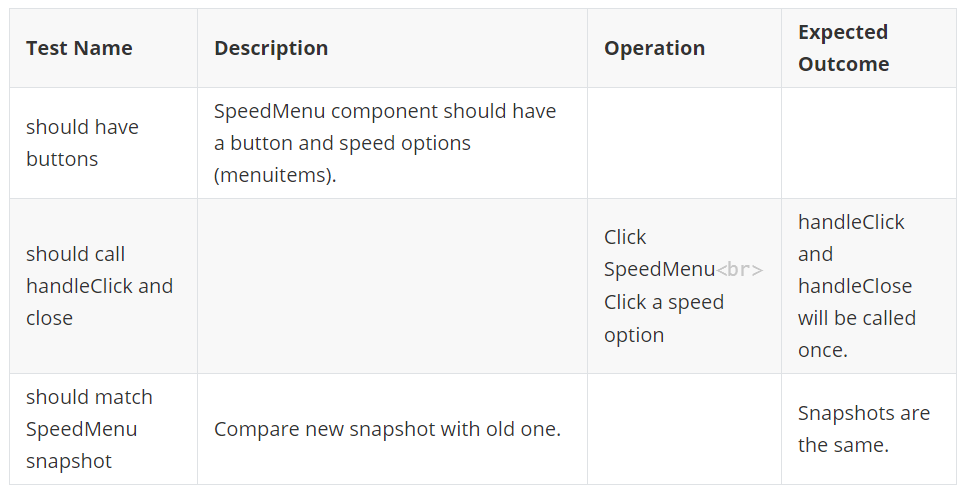 Test Name
Description
Operation
Expected
Outcome
should have
buttons
SpeedMenu component should have
a button and speed options
(menuitems).
should call
handleClick and
close
Click
SpeedMenu<br>
Click a speed
option
handleClick
and
handleClose
will be called
once.
should match
SpeedMenu
snapshot
Compare new snapshot with old one.
Snapshots are
the same.